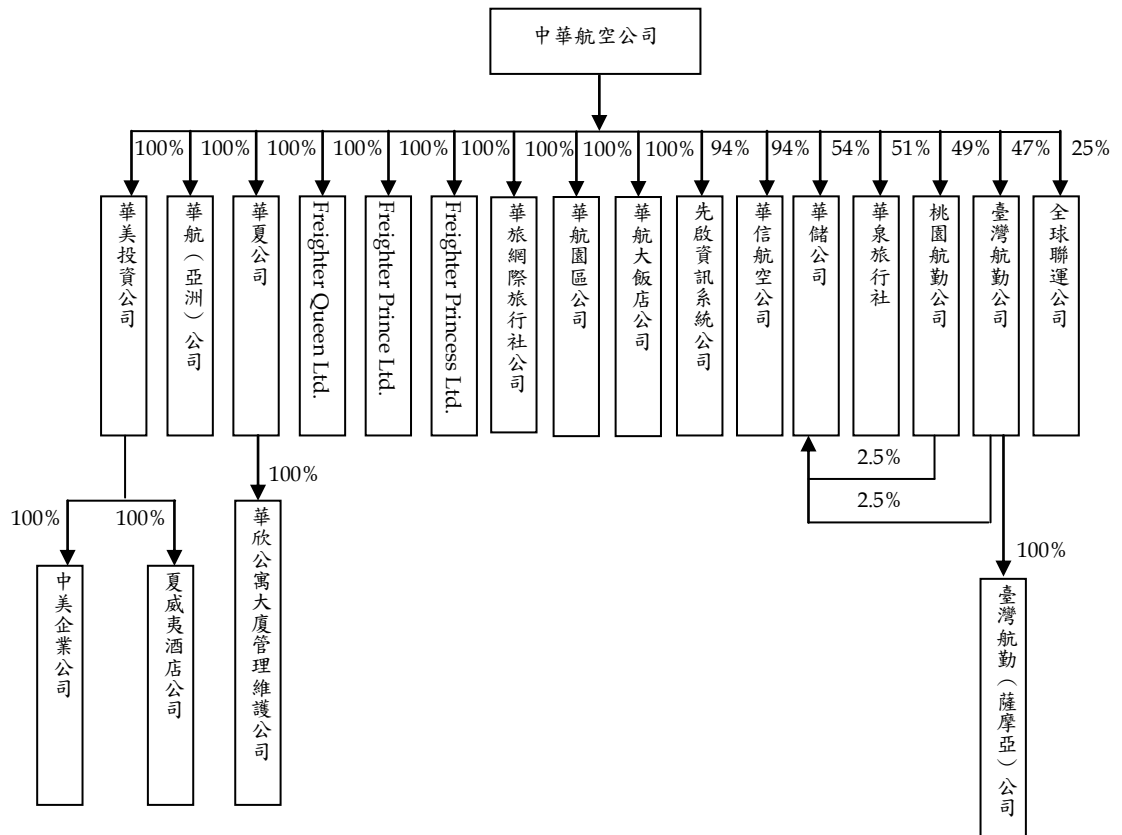 中華航空公司
100%
100%
100%
100%
100%
100%
100%
100%
100%
94%
94%
54%
51%
49%
47%
25%
華美投資公司
華航（亞洲）公司
華夏公司
Freighter Queen Ltd.
Freighter Prince Ltd.
Freighter Princess Ltd.
華旅網際旅行社公司
華航園區公司
華航大飯店公司
先啟資訊系統公司
華信航空公司
華儲公司
華泉旅行社
桃園航勤公司
臺灣航勤公司
全球聯運公司
2.5%
2.5%
100%
100%
100%
100%
中美企業公司
夏威夷酒店公司
華欣公寓大廈管理維護公司
臺灣航勤（薩摩亞）公司